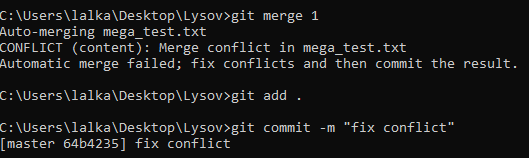 C:\Users\lalka\Desktop\Lysov>git merge 1
Auto-merging mega_test.txt
CONFLICT (content): Merge conflict in mega_test.txt
Automatic merge failed; fix conflicts and then commit the result.
C:\Users\lalka\Desktop\Lysov>git add .
C:\Users\lalka\Desktop\Lysov>git commit -m "fix conflict"
[master 64b4235] fix conflict